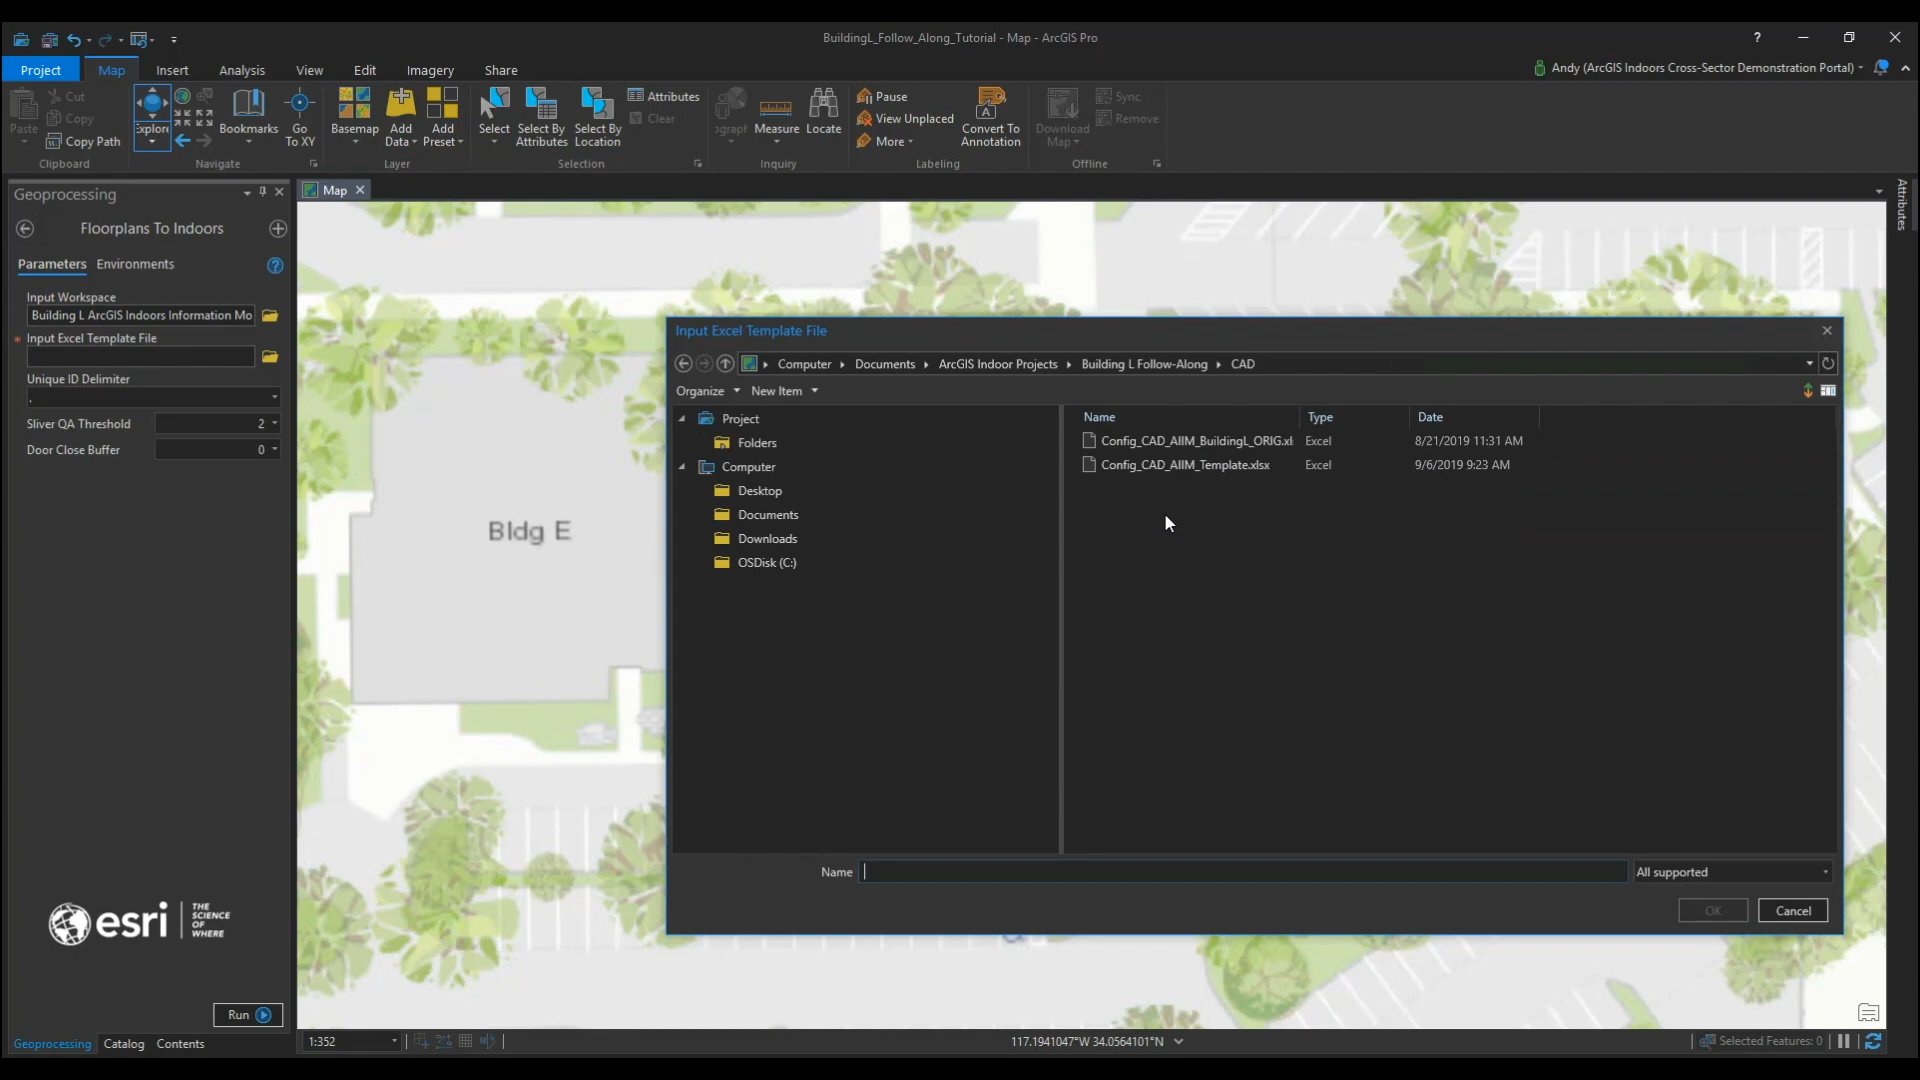 BuildingL_Follow_Along_Tutorial - Map - ArcGIS Pro
?
Project Map Insert Analysis View Edit Imagery Share
Andy (ArcGIS Indoors Cross-Sector Demonstration Portal)
Paste
Cut
Copy
Copy Path
Clipboard
Explore
Bookmarks
Go
To XY
Navigate
Basemap
Add
Data
Add
Preset
Layer
Select
Select By
Attributes
Select By
Location
Attributes
Clear
Selection
Measure
Locate
Inquiry
Pause
View Unplaced
More
Convert To
Annotation
Labeling
Download
Map
Sync
Remove
Offline
Geoprocessing
Floorplans To Indoors
Parameters Environments
?
Input Workspace
Building L ArcGIS Indoors Information Mo
* Input Excel Template File
Unique ID Delimiter
.
Sliver QA Threshold 2
Door Close Buffer 0
esri THE
SCIENCE
OF
WHERE
Run
Geoprocessing Catalog Contents
Map
Attributes
Bldg E
Input Excel Template File
Computer Documents ArcGIS Indoor Projects Building L Follow-Along CAD
Organize New Item
Project
Folders
Computer
Desktop
Documents
Downloads
OSDisk (C:)
Name Type Date
Config_CAD_AIIM_BuildingL_ORIG.xl Excel 8/21/2019 11:31 AM
Config_CAD_AIIM_Template.xlsx Excel 9/6/2019 9:23 AM
Name
All supported
OK Cancel
1:352
117.1941047°W 34.0564101°N
Selected Features: 0